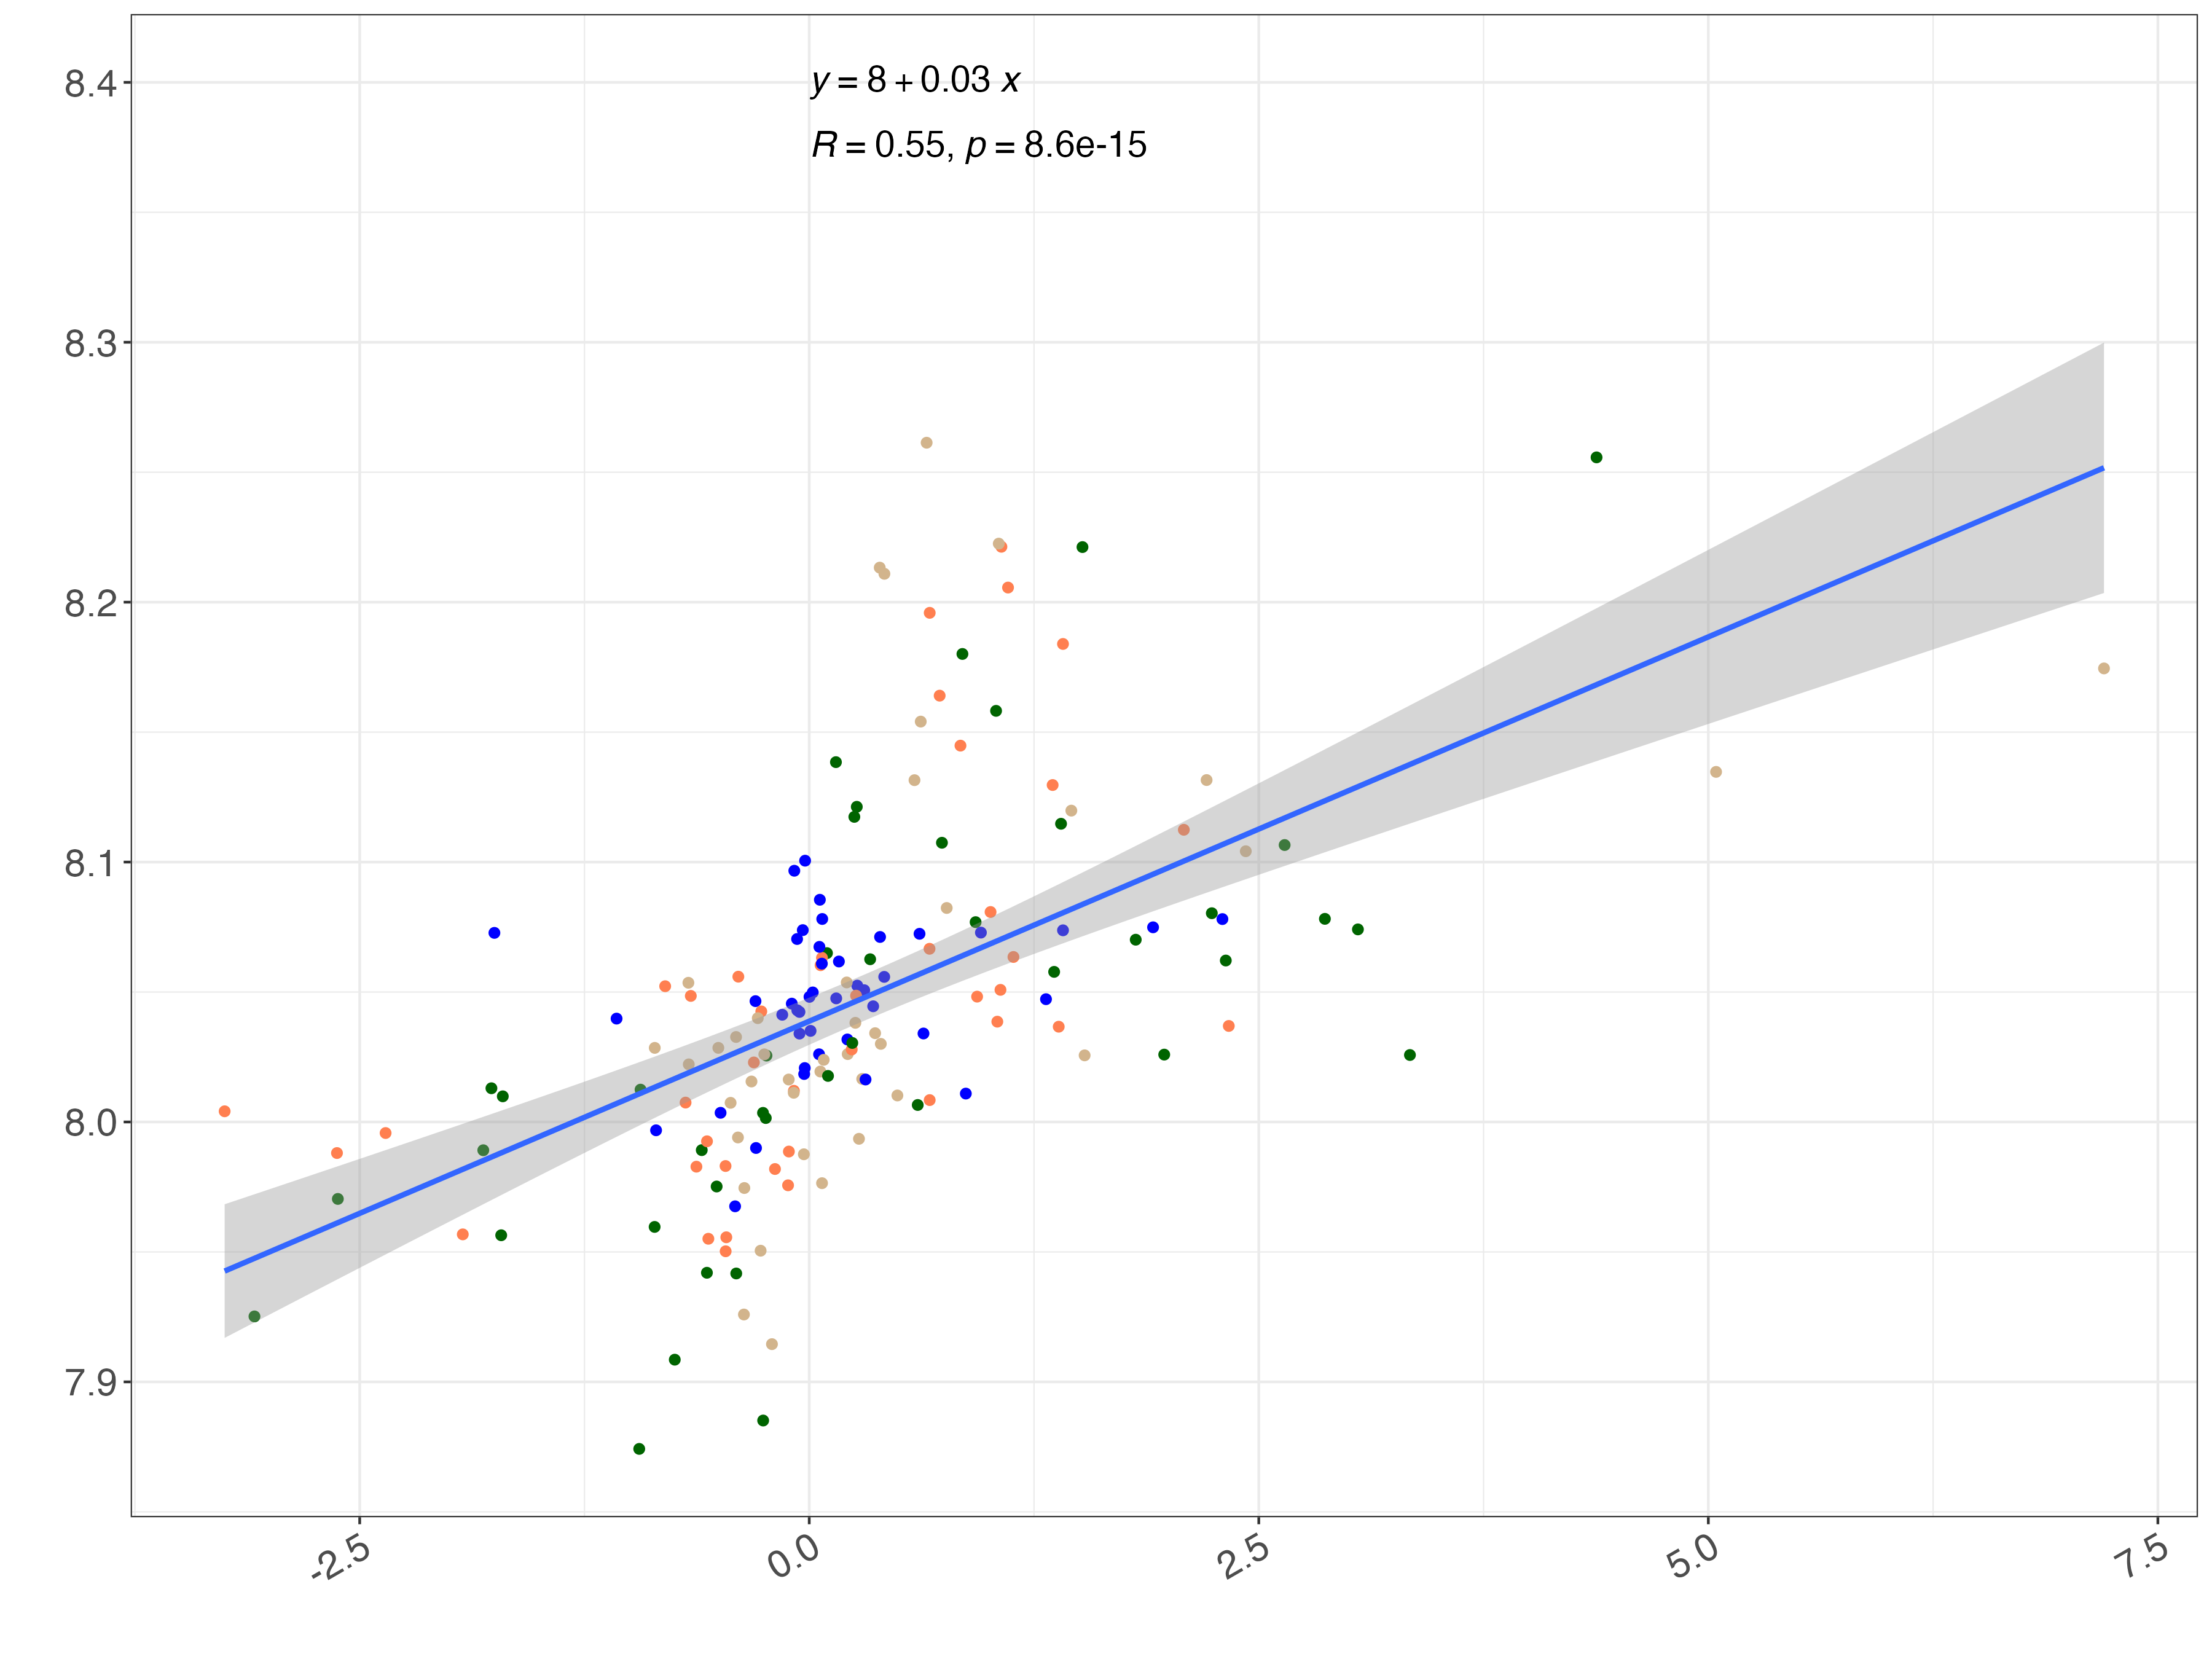 y = 8 + 0.03 x
R = 0.55, p = 8.6e-15
8.4
8.3
8.2
8.1
8.0
7.9
-2.5 0.0 2.5 5.0 7.5